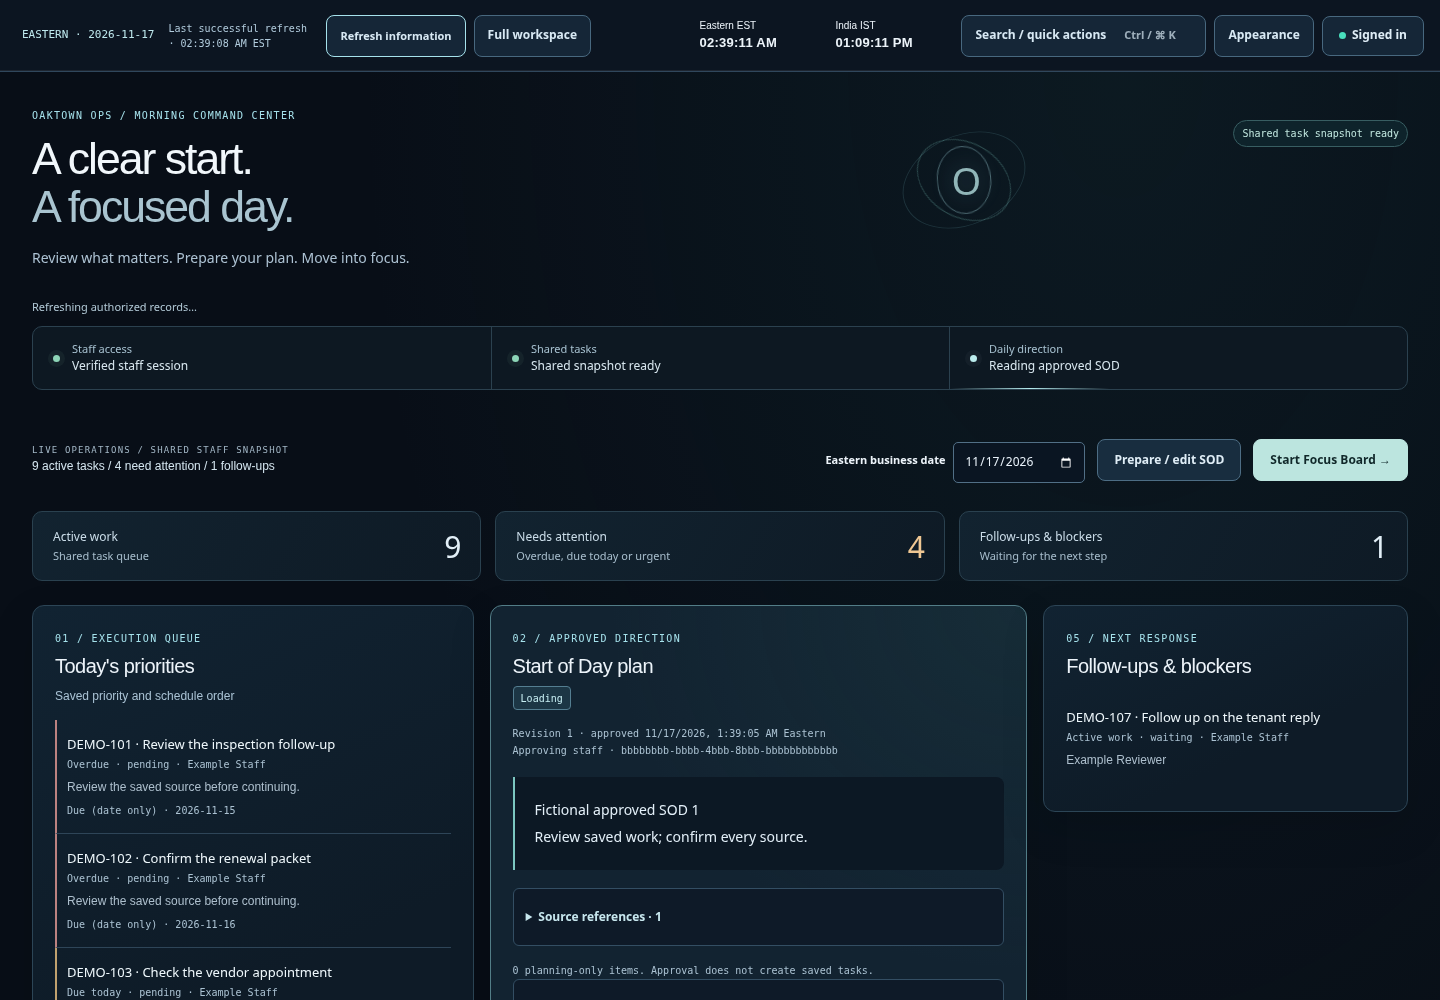 EASTERN · 2026-11-17
Last successful refresh
· 02:39:08 AM EST
Refresh information
Full workspace
Eastern EST
02:39:11 AM
India IST
01:09:11 PM
Search / quick actions Ctrl / ⌘ K
Appearance
Signed in
OAKTOWN OPS / MORNING COMMAND CENTER
A clear start.
A focused day.
Review what matters. Prepare your plan. Move into focus.
O
Shared task snapshot ready
Refreshing authorized records...
Staff access
Verified staff session
Shared tasks
Shared snapshot ready
Daily direction
Reading approved SOD
LIVE OPERATIONS / SHARED STAFF SNAPSHOT
9 active tasks / 4 need attention / 1 follow-ups
Eastern business date
11/17/2026
Prepare / edit SOD
Start Focus Board →
Active work
Shared task queue
9
Needs attention
Overdue, due today or urgent
4
Follow-ups & blockers
Waiting for the next step
1
01 / EXECUTION QUEUE
Today's priorities
Saved priority and schedule order
DEMO-101 · Review the inspection follow-up
Overdue · pending · Example Staff
Review the saved source before continuing.
Due (date only) · 2026-11-15
DEMO-102 · Confirm the renewal packet
Overdue · pending · Example Staff
Review the saved source before continuing.
Due (date only) · 2026-11-16
DEMO-103 · Check the vendor appointment
Due today · pending · Example Staff
02 / APPROVED DIRECTION
Start of Day plan
Loading
Revision 1 · approved 11/17/2026, 1:39:05 AM Eastern
Approving staff · bbbbbbbb-bbbb-4bbb-8bbb-bbbbbbbbbbbb
Fictional approved SOD 1
Review saved work; confirm every source.
▶ Source references · 1
0 planning-only items. Approval does not create saved tasks.
05 / NEXT RESPONSE
Follow-ups & blockers
DEMO-107 · Follow up on the tenant reply
Active work · waiting · Example Staff
Example Reviewer